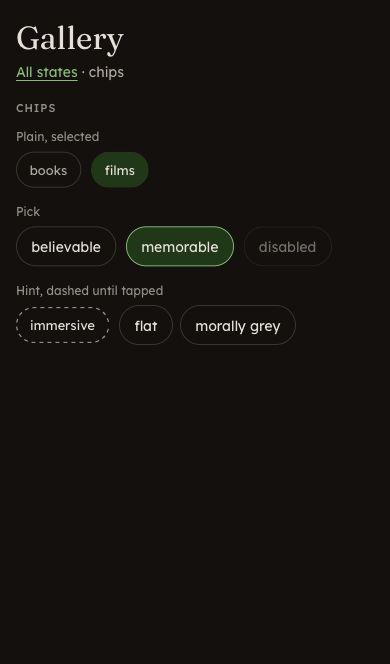 Gallery
All states · chips
CHIPS
Plain, selected
books films
Pick
believable memorable disabled
Hint, dashed until tapped
immersive flat morally grey